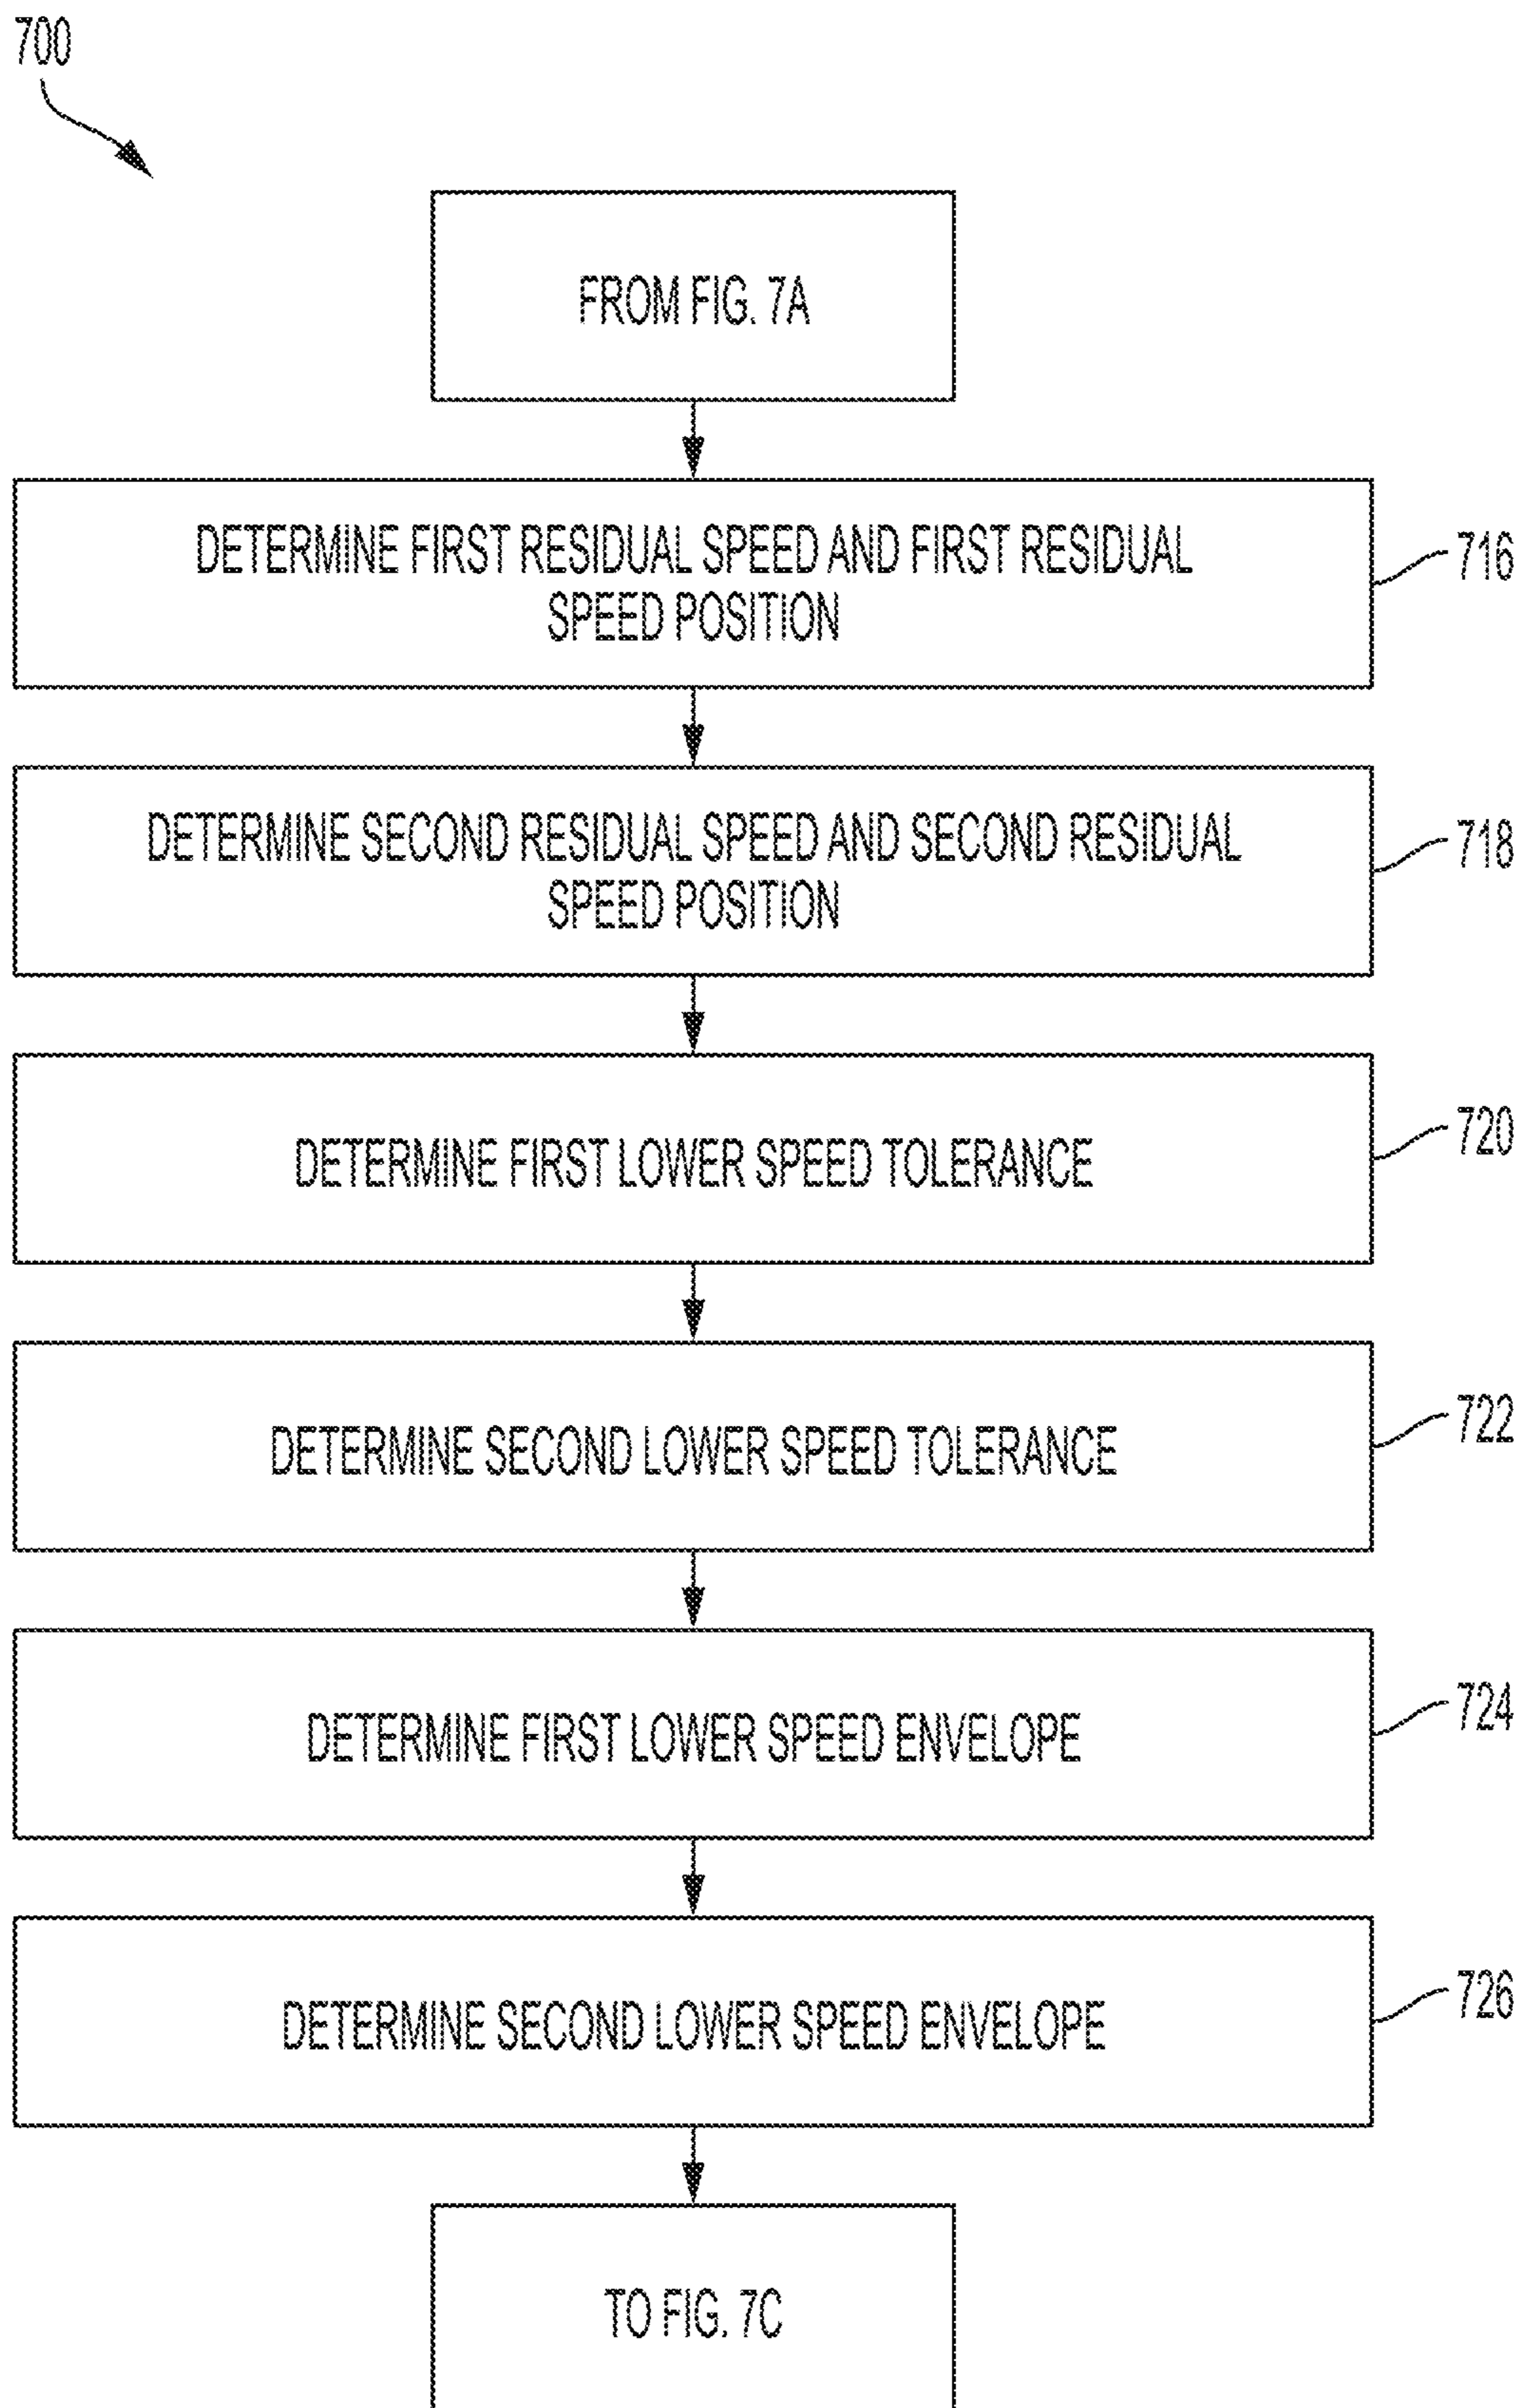 700
FROM FIG. 7A
DETERMINE FIRST RESIDUAL SPEED AND FIRST RESIDUAL
SPEED POSITION
716
DETERMINE SECOND RESIDUAL SPEED AND SECOND RESIDUAL
SPEED POSITION
718
DETERMINE FIRST LOWER SPEED TOLERANCE
720
DETERMINE SECOND LOWER SPEED TOLERANCE
722
DETERMINE FIRST LOWER SPEED ENVELOPE
724
DETERMINE SECOND LOWER SPEED ENVELOPE
726
TO FIG. 7C